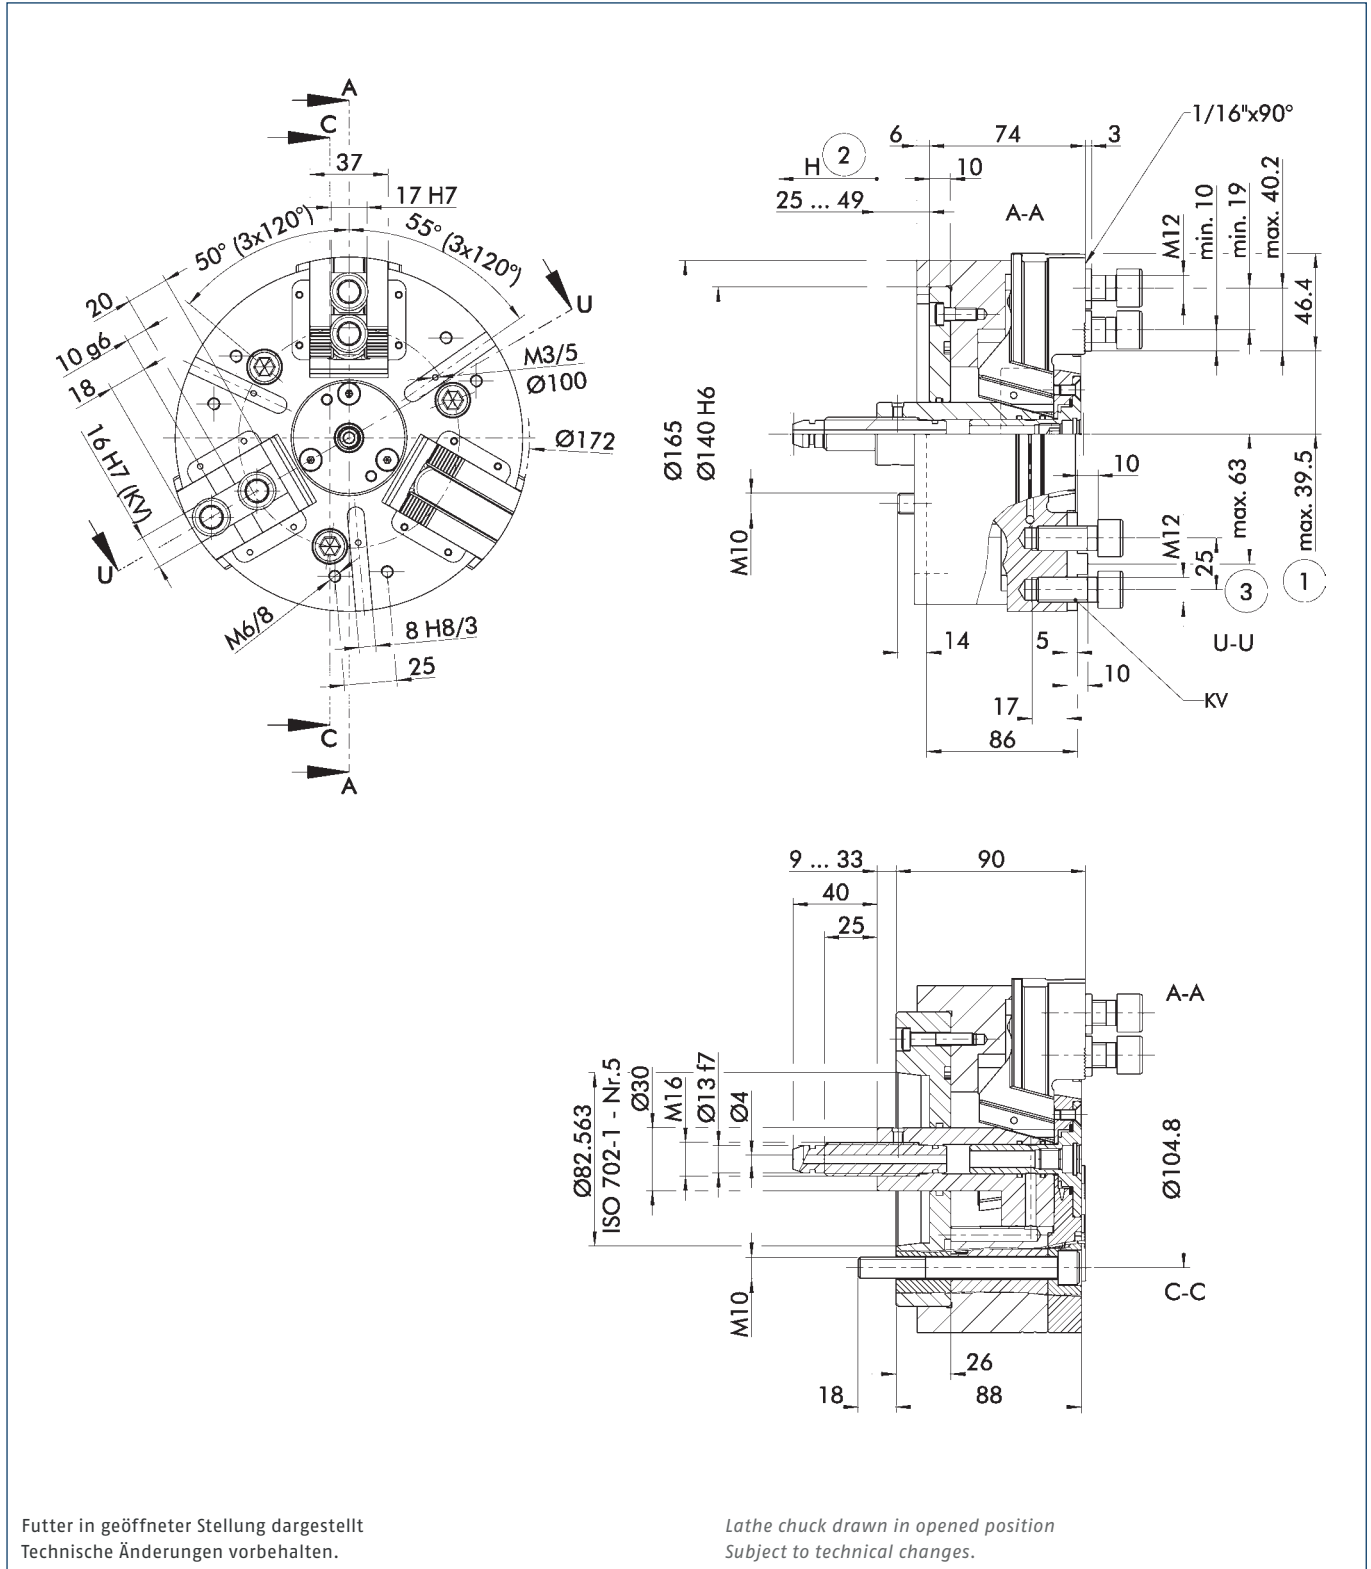 A
C
37
17 H7
50° (3x120°)
55° (3x120°)
U
20
10 g6
18
16 H7 (KV)
M3/5
Ø100
Ø172
U
M6/8
8 H8/3
25
C
A
6
74
3
1/16"x90°
H
2
10
25 ... 49
A-A
M12
min. 10
min. 19
max. 40.2
46.4
Ø165
Ø140 H6
M10
10
M12
25
max. 63
3
max. 39.5
1
14
5
U-U
10
17
KV
86
9 ... 33
90
40
25
A-A
Ø82.563
ISO 702-1 - Nr.5
Ø30
M16
Ø13 f7
Ø4
Ø104.8
M10
C-C
26
18
88
Futter in geöffneter Stellung dargestellt
Technische Änderungen vorbehalten.
Lathe chuck drawn in opened position
Subject to technical changes.